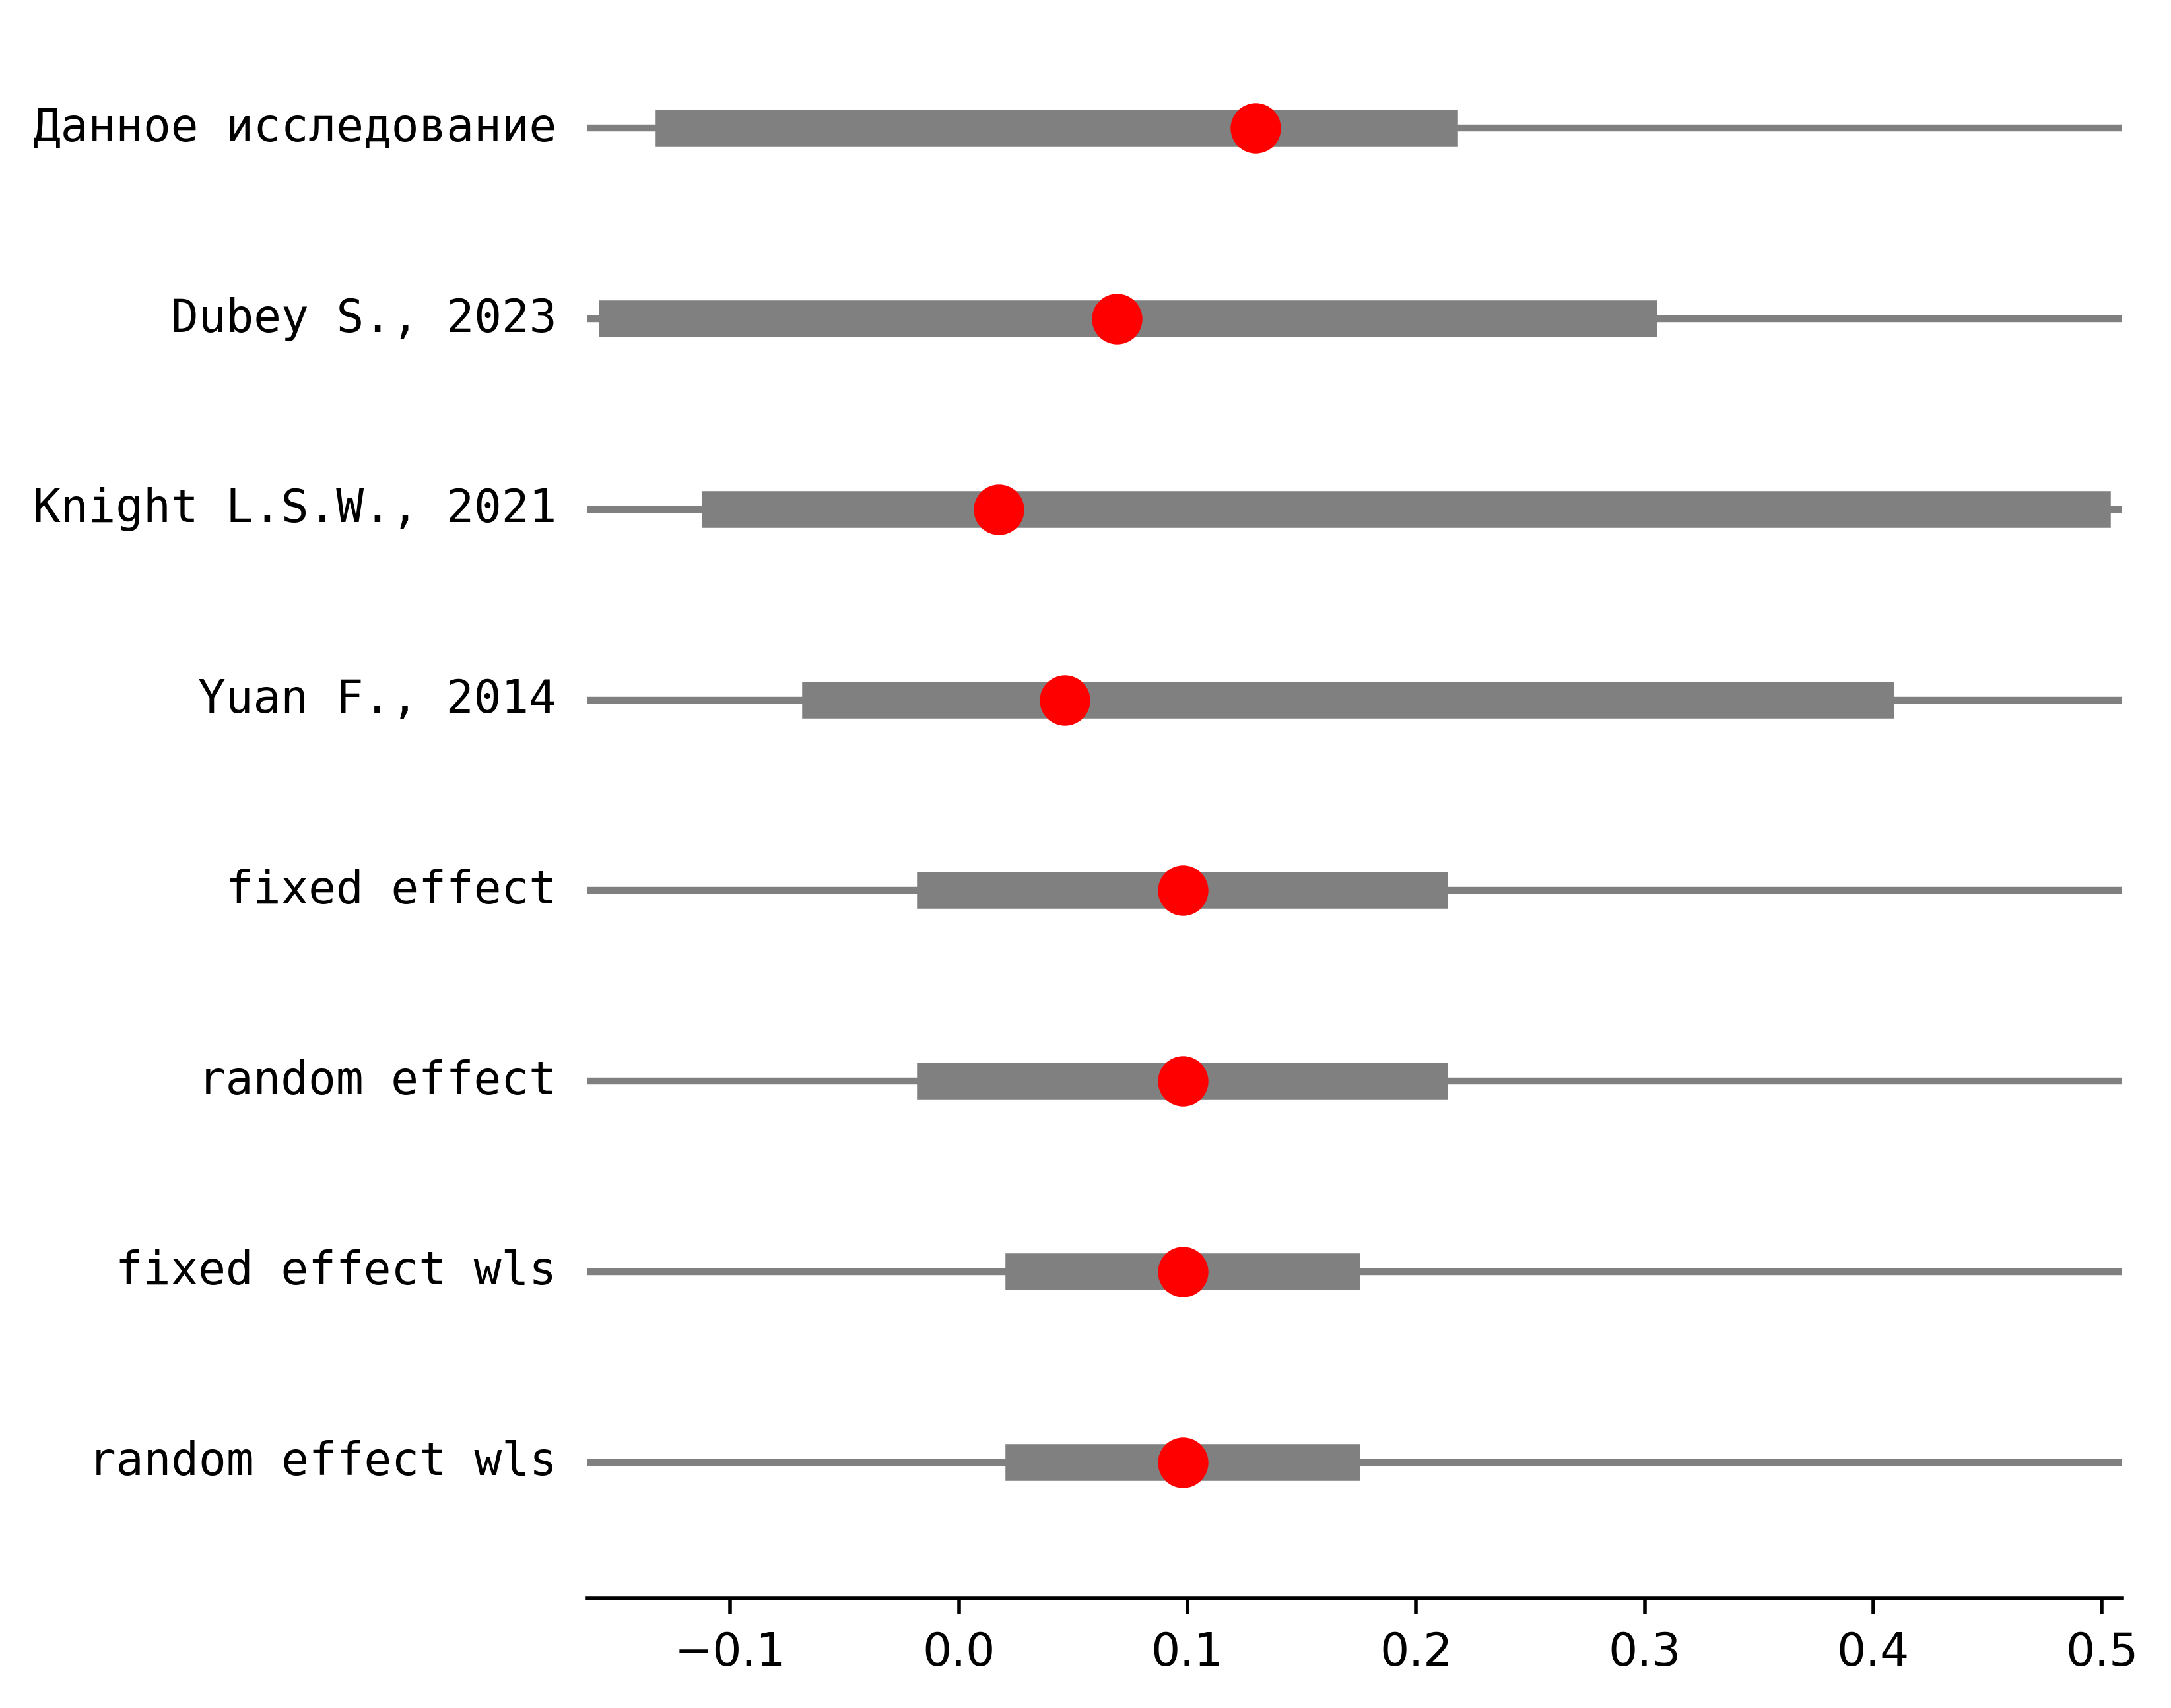 Данное исследование
Dubey S., 2023
Knight L.S.W., 2021
Yuan F., 2014
fixed effect
random effect
fixed effect wls
random effect wls
−0.1 0.0 0.1 0.2 0.3 0.4 0.5